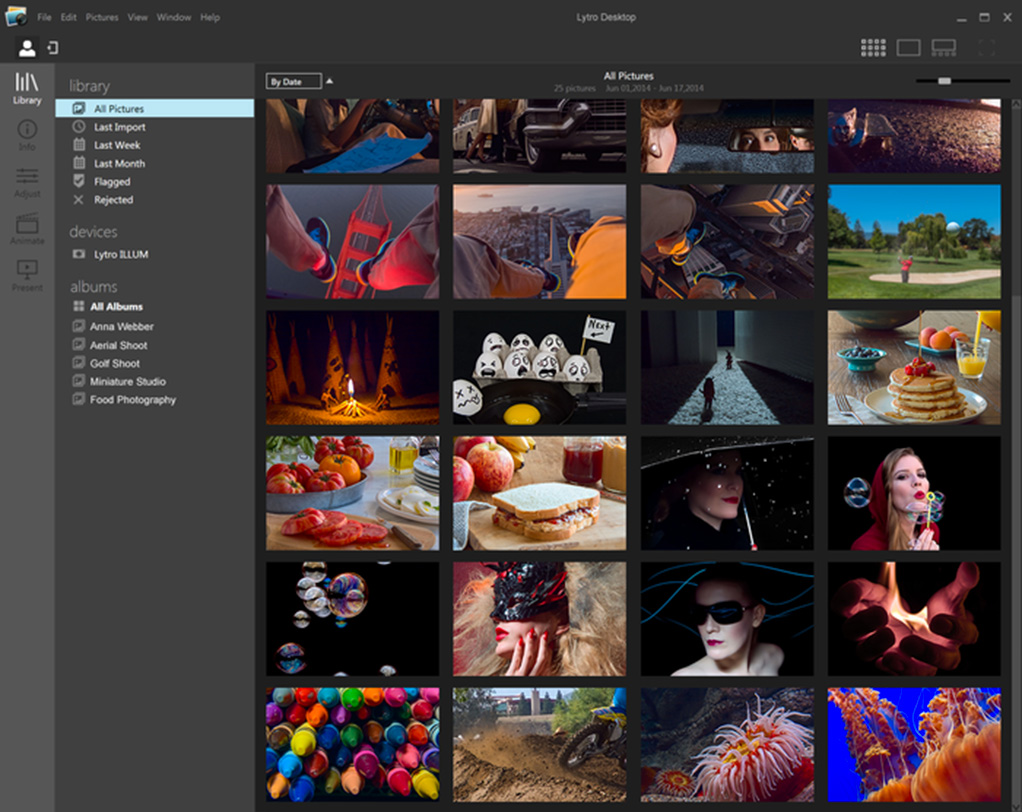 File Edit Pictures View Window Help
Lytro Desktop
Library
Info
Adjust
Animate
Present
library
All Pictures
Last Import
Last Week
Last Month
Flagged
Rejected
devices
Lytro ILLUM
albums
All Albums
Anna Webber
Aerial Shoot
Golf Shoot
Miniature Studio
Food Photography
By Date
All Pictures
25 pictures Jun 01,2014 - Jun 17,2014
Next